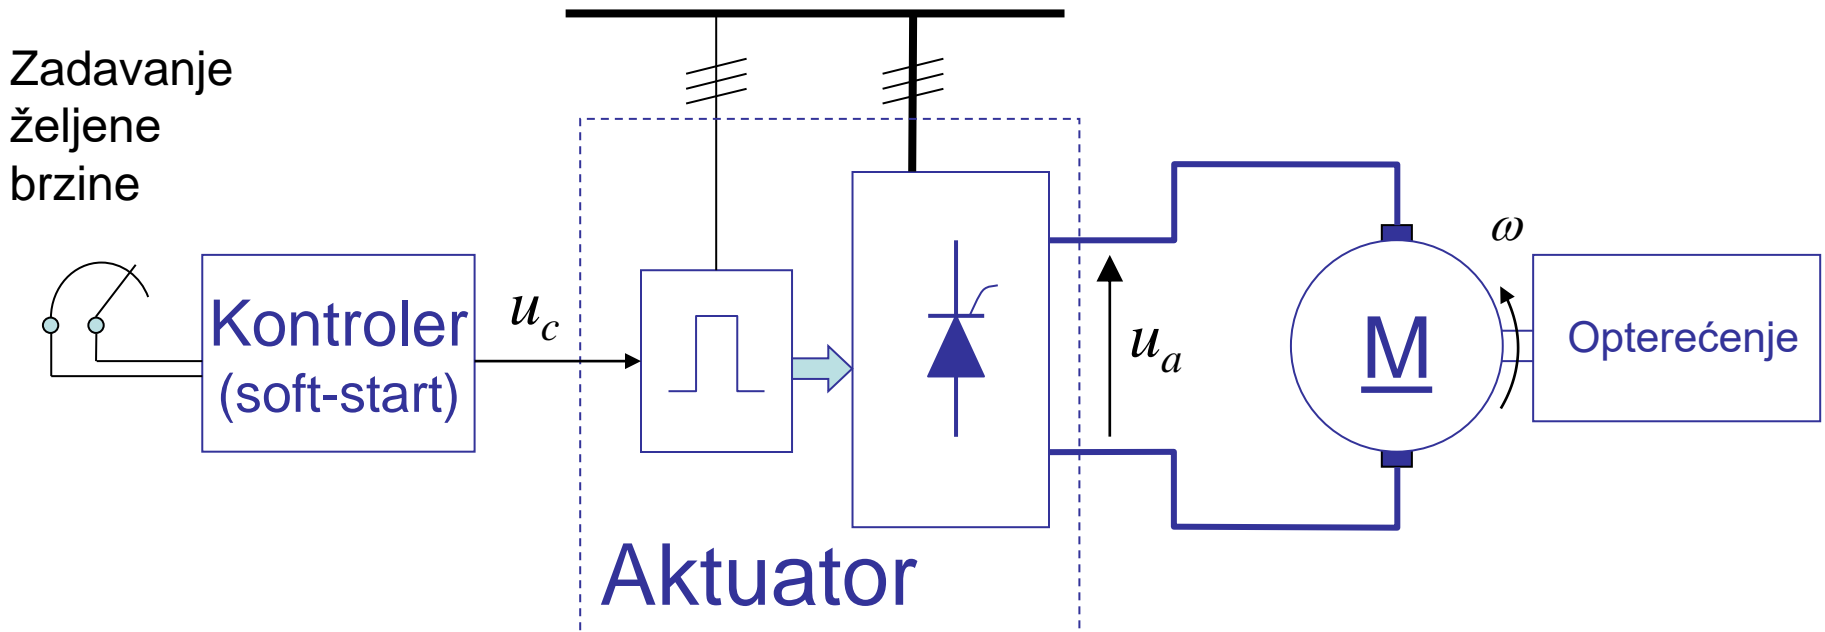 Zadavanje
željene
brzine
Kontroler
(soft-start)
u_c
u_a
ω
M
Opterećenje
Aktuator